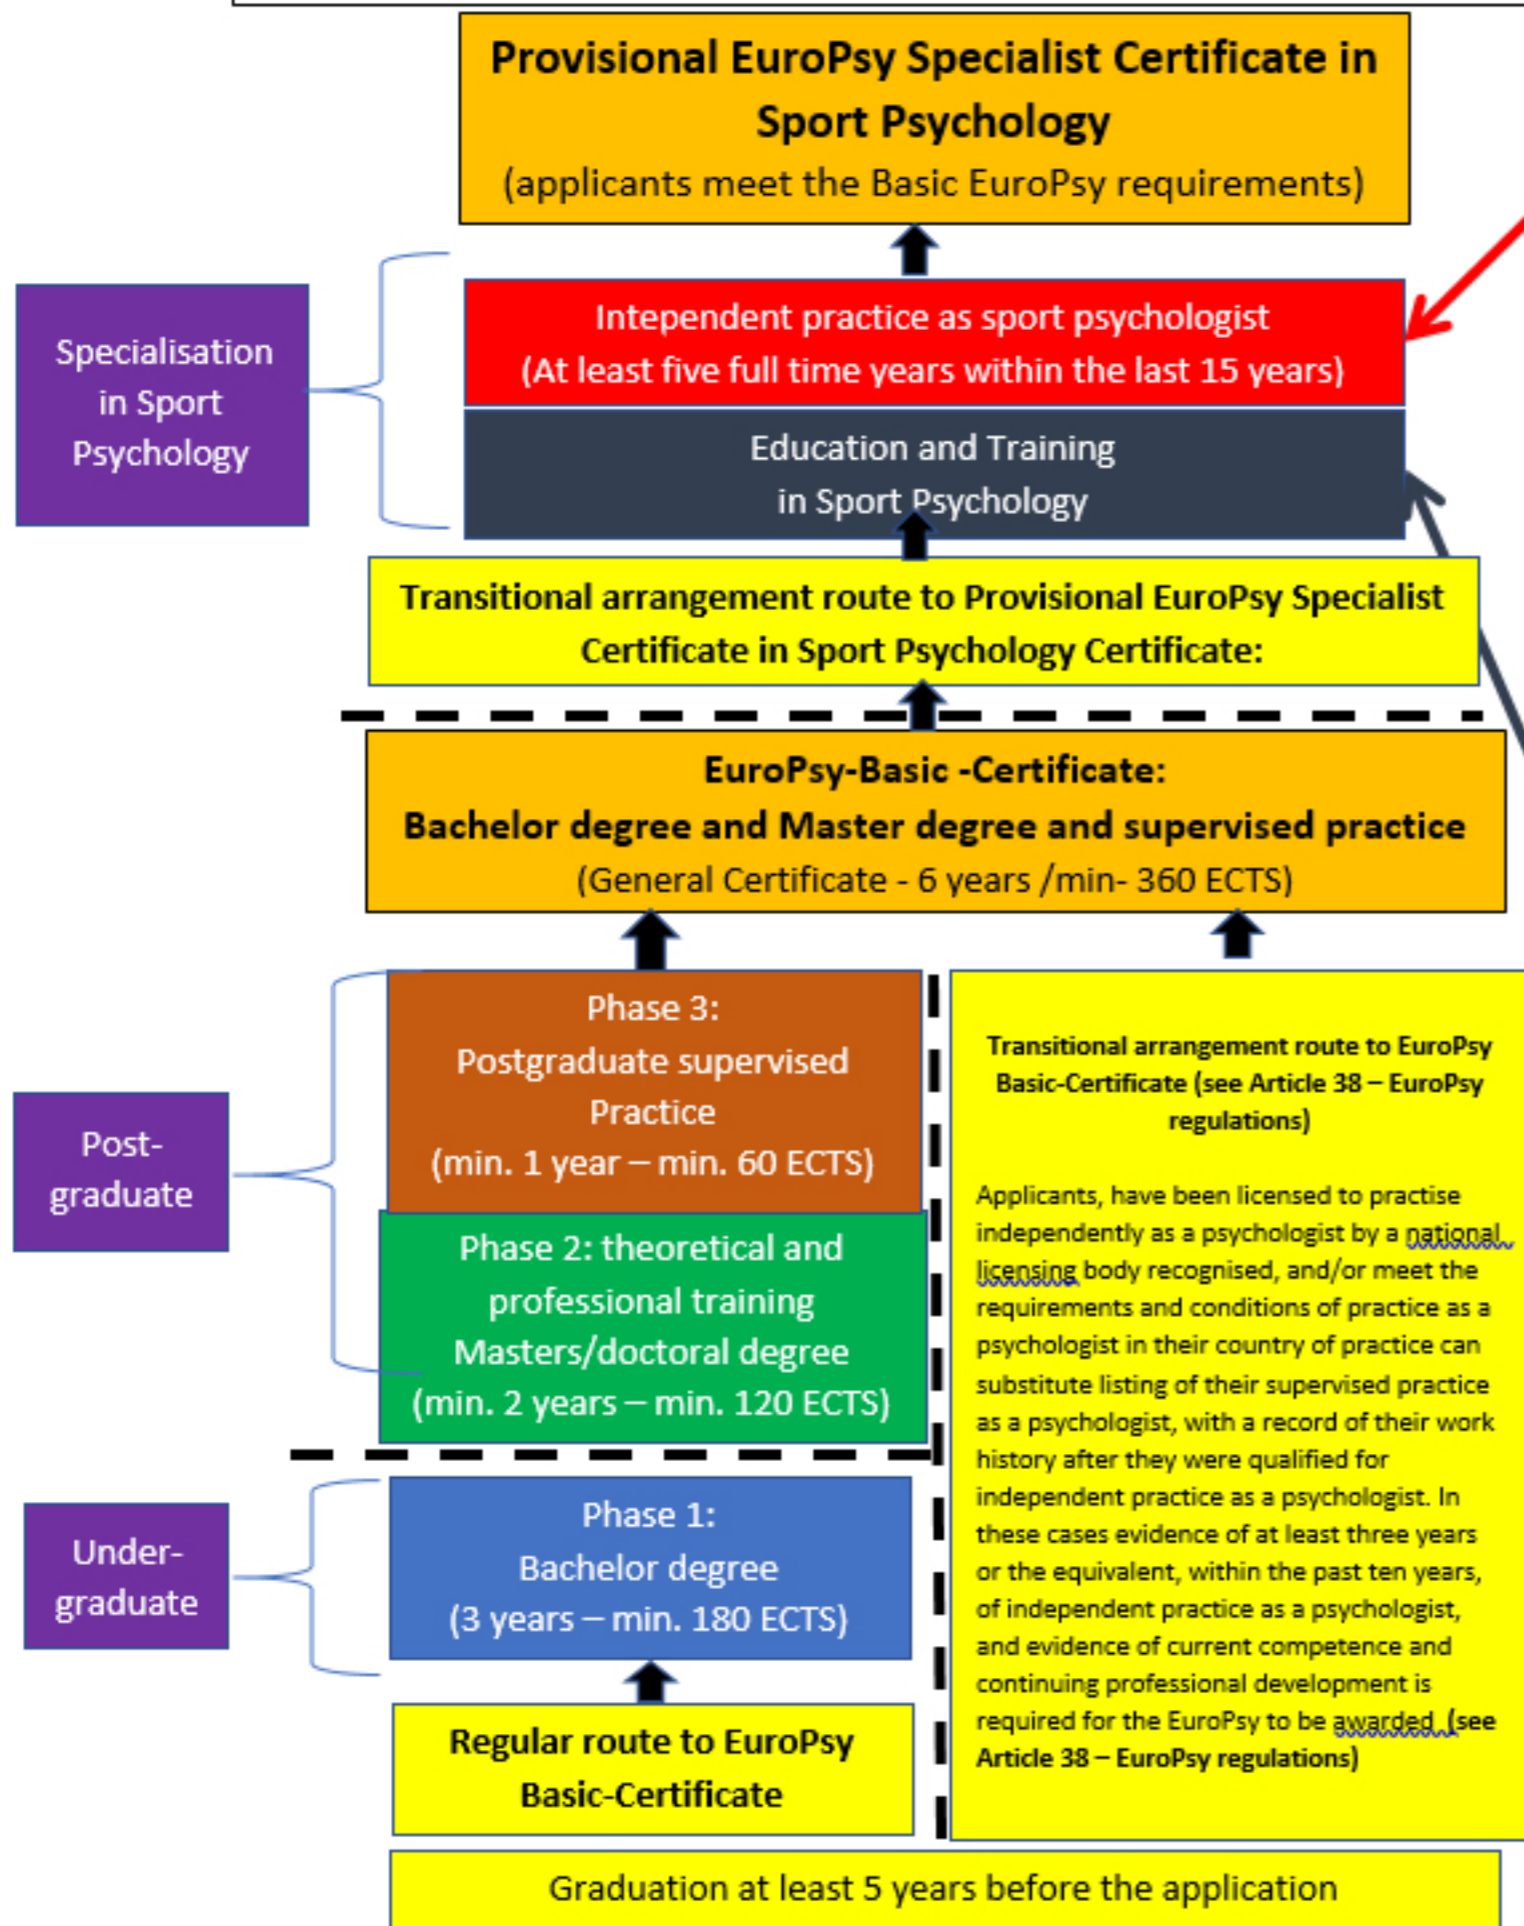 Provisional EuroPsy Specialist Certificate in
Sport Psychology
(applicants meet the Basic EuroPsy requirements)
Specialisation
in Sport
Psychology
Intependent practice as sport psychologist
(At least five full time years within the last 15 years)
Education and Training
in Sport Psychology
Transitional arrangement route to Provisional EuroPsy Specialist
Certificate in Sport Psychology Certificate:
EuroPsy-Basic -Certificate:
Bachelor degree and Master degree and supervised practice
(General Certificate - 6 years /min- 360 ECTS)
Post-
graduate
Phase 3:
Postgraduate supervised
Practice
(min. 1 year – min. 60 ECTS)
Phase 2: theoretical and
professional training
Masters/doctoral degree
(min. 2 years – min. 120 ECTS)
Under-
graduate
Phase 1:
Bachelor degree
(3 years – min. 180 ECTS)
Regular route to EuroPsy
Basic-Certificate
Transitional arrangement route to EuroPsy
Basic-Certificate (see Article 38 – EuroPsy
regulations)
Applicants, have been licensed to practise
independently as a psychologist by a national
licensing body recognised, and/or meet the
requirements and conditions of practice as a
psychologist in their country of practice can
substitute listing of their supervised practice
as a psychologist, with a record of their work
history after they were qualified for
independent practice as a psychologist. In
these cases evidence of at least three years
or the equivalent, within the past ten years,
of independent practice as a psychologist,
and evidence of current competence and
continuing professional development is
required for the EuroPsy to be awarded (see
Article 38 – EuroPsy regulations)
Graduation at least 5 years before the application